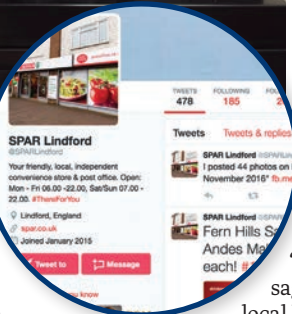 TWEETS FOLLOWING
478 185
SPAR Lindford
@SPARLindford
Your friendly, local, independent
convenience store & post office. Open:
Mon - Fri 06.00 -22.00, Sat/Sun 07.00 -
22.00. #ThereForYou
Lindford, England
spar.co.uk
Joined January 2015
Tweet to Message
you know
Tweets Tweets & replies
SPAR Lindford
I posted 44 photos on
November 2016"
SPAR Lindford
Fern Hills
Andes
each!
local